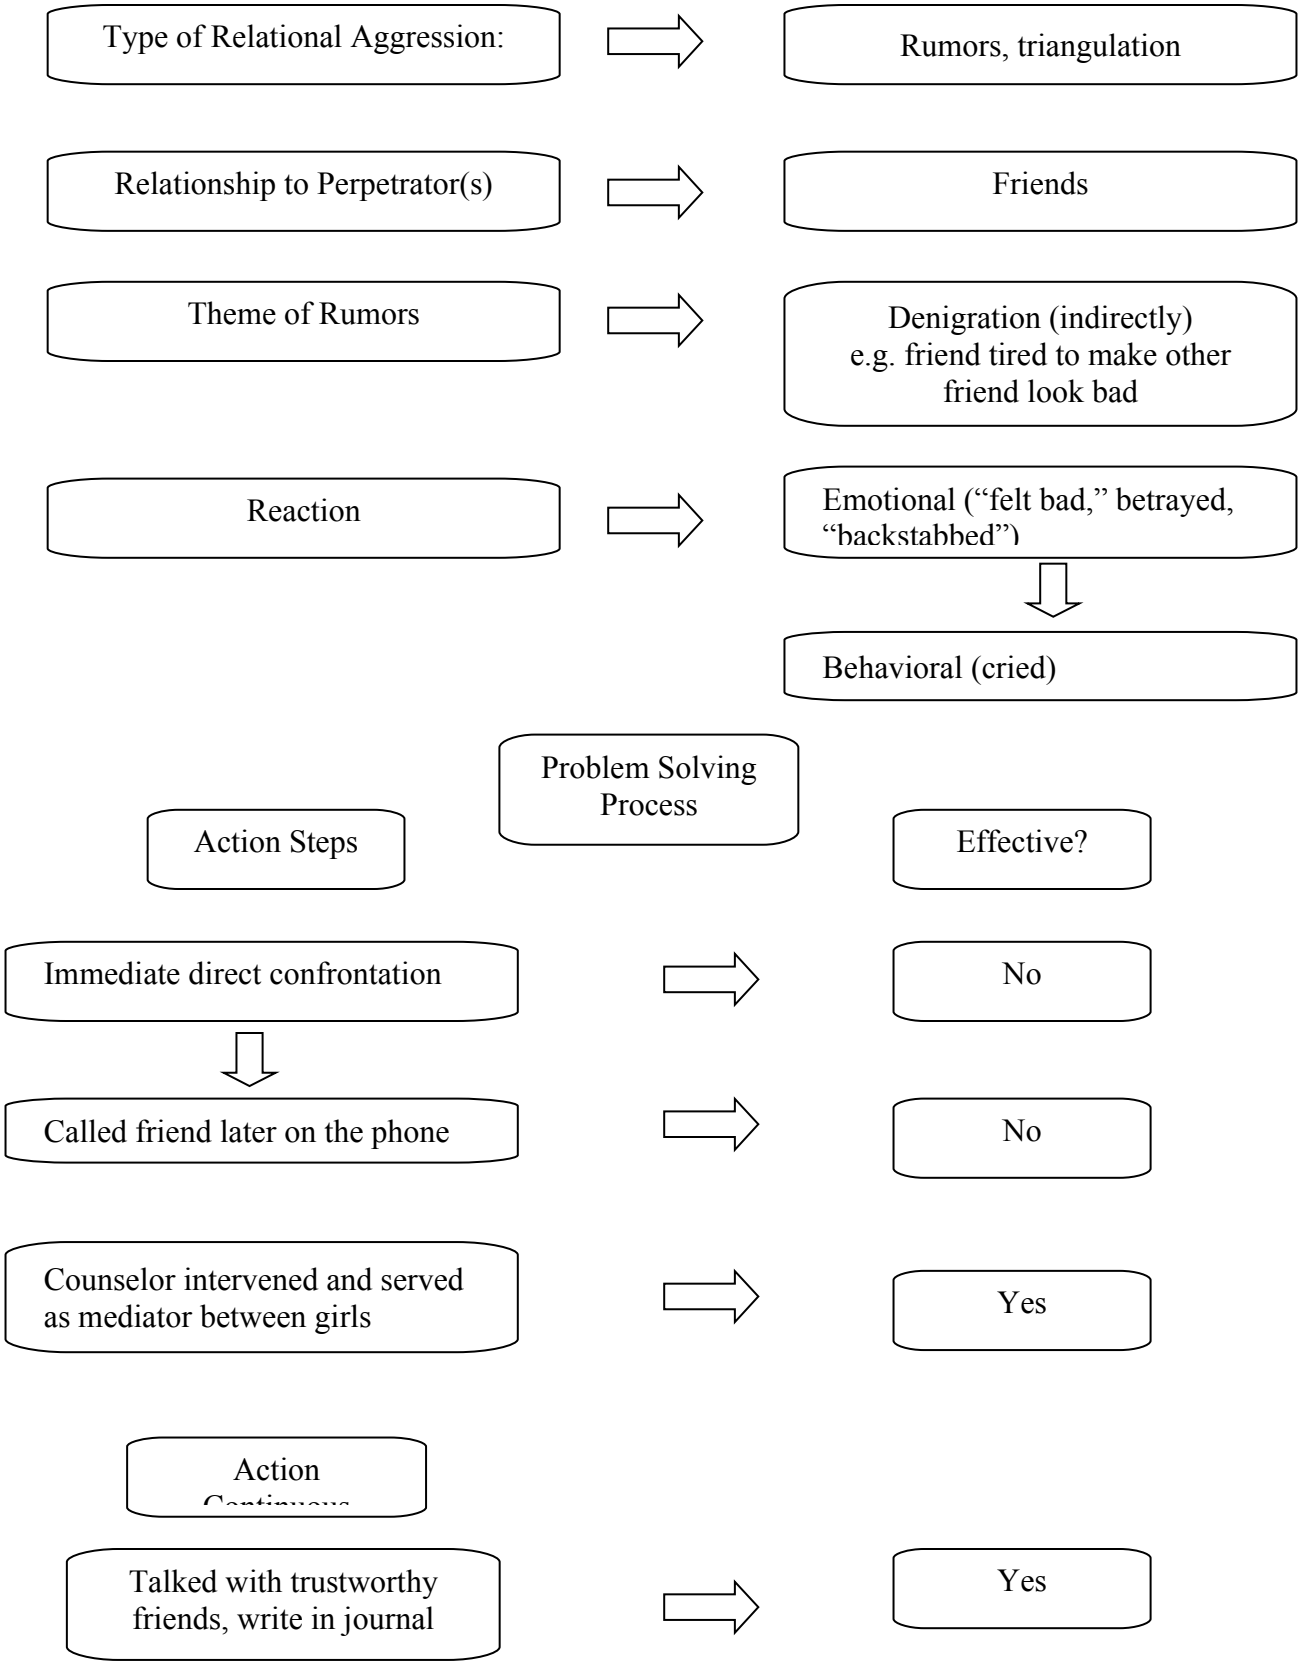 Type of Relational Aggression:
Rumors, triangulation
Relationship to Perpetrator(s)
Friends
Theme of Rumors
Denigration (indirectly)
e.g. friend tired to make other
friend look bad
Reaction
Emotional (“felt bad,” betrayed,
“backstabbed”)
Behavioral (cried)
Problem Solving
Process
Action Steps
Effective?
Immediate direct confrontation
No
Called friend later on the phone
No
Counselor intervened and served
as mediator between girls
Yes
Action
Continuous
Talked with trustworthy
friends, write in journal
Yes